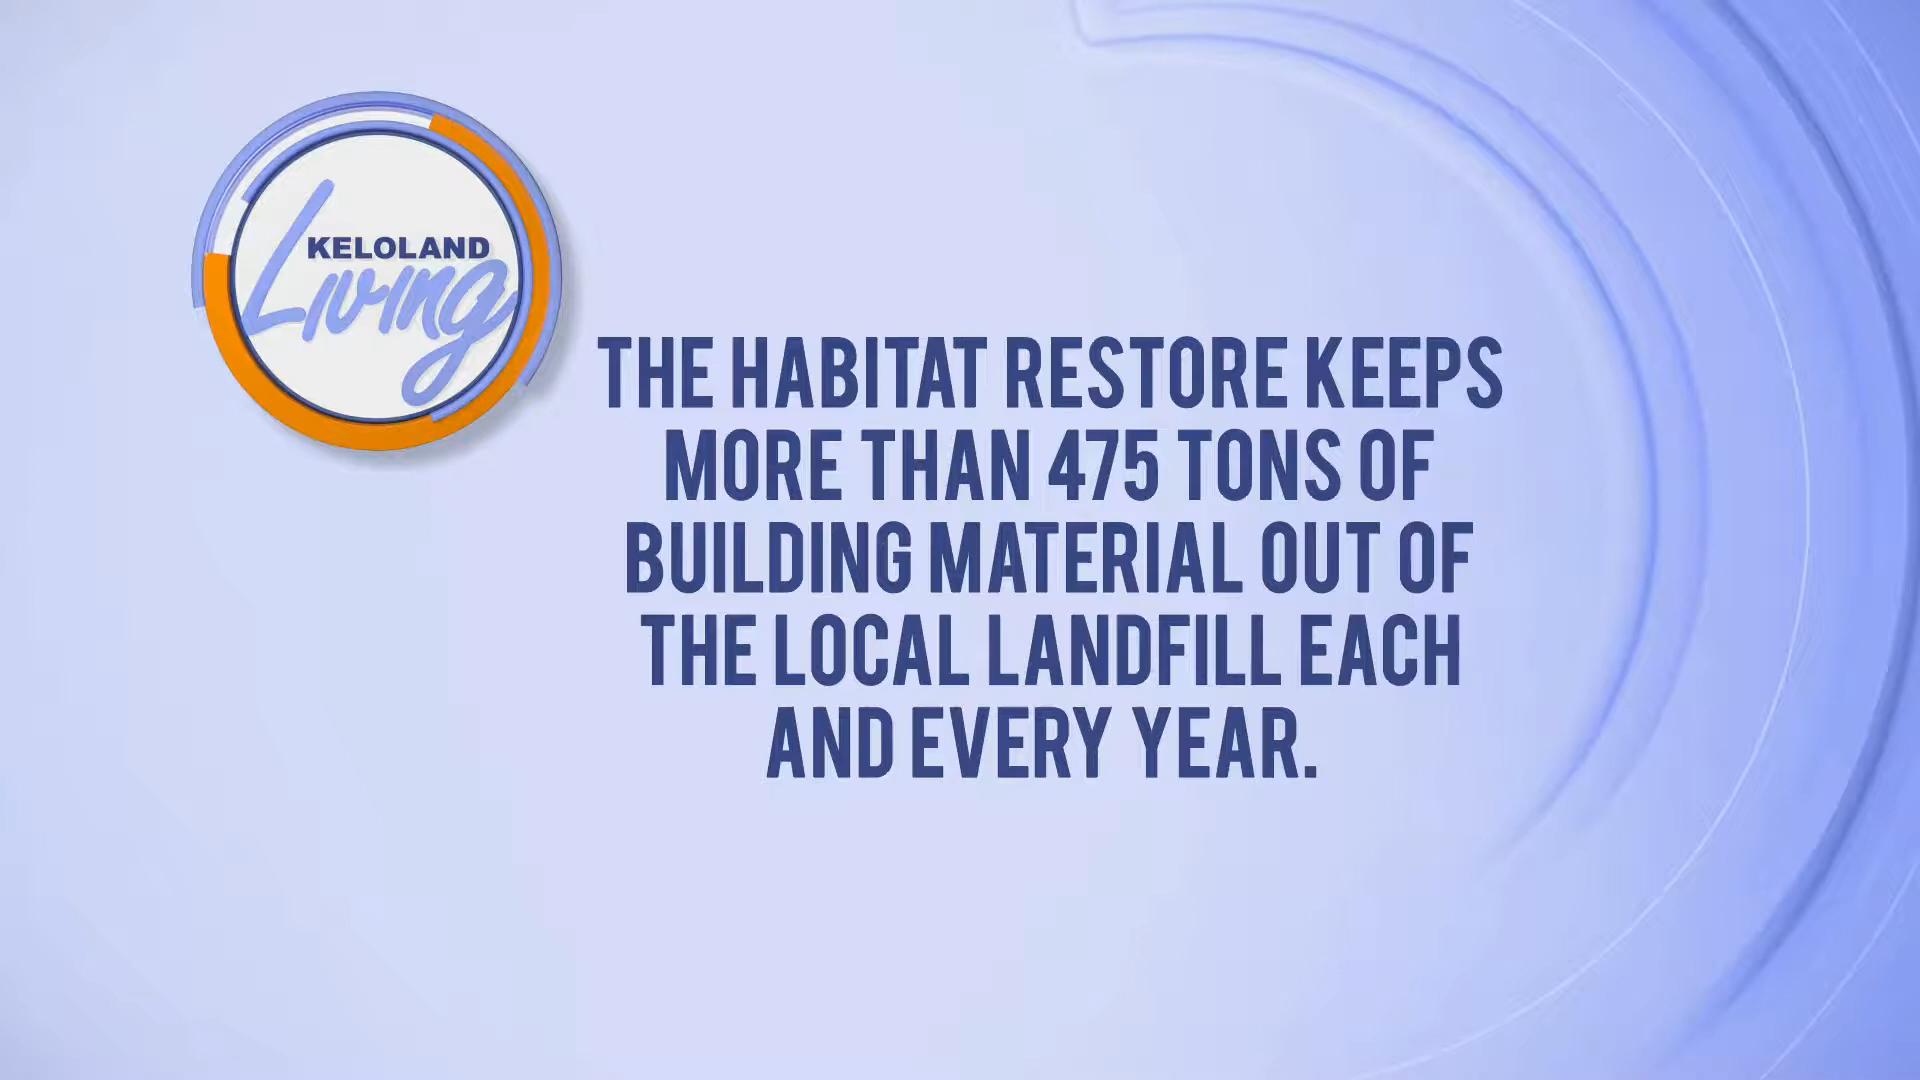 KELOLAND
Living
THE HABITAT RESTORE KEEPS
MORE THAN 475 TONS OF
BUILDING MATERIAL OUT OF
THE LOCAL LANDFILL EACH
AND EVERY YEAR.